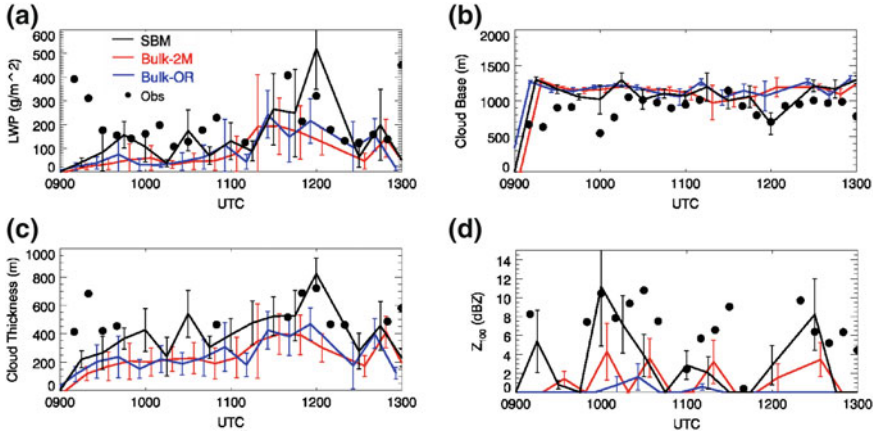 (a)
LWP (g/m^2)
600
500
400
300
200
100
0
SBM
Bulk-2M
Bulk-OR
Obs
0900 1000 1100 1200 1300
UTC
(b)
Cloud Base (m)
2000
1500
1000
500
0
0900 1000 1100 1200 1300
UTC
(c)
Cloud Thickness (m)
1000
800
600
400
200
0
0900 1000 1100 1200 1300
UTC
(d)
(dBZ)
14
12
10
8
6
4
2
0
0900 1000 1100 1200 1300
UTC